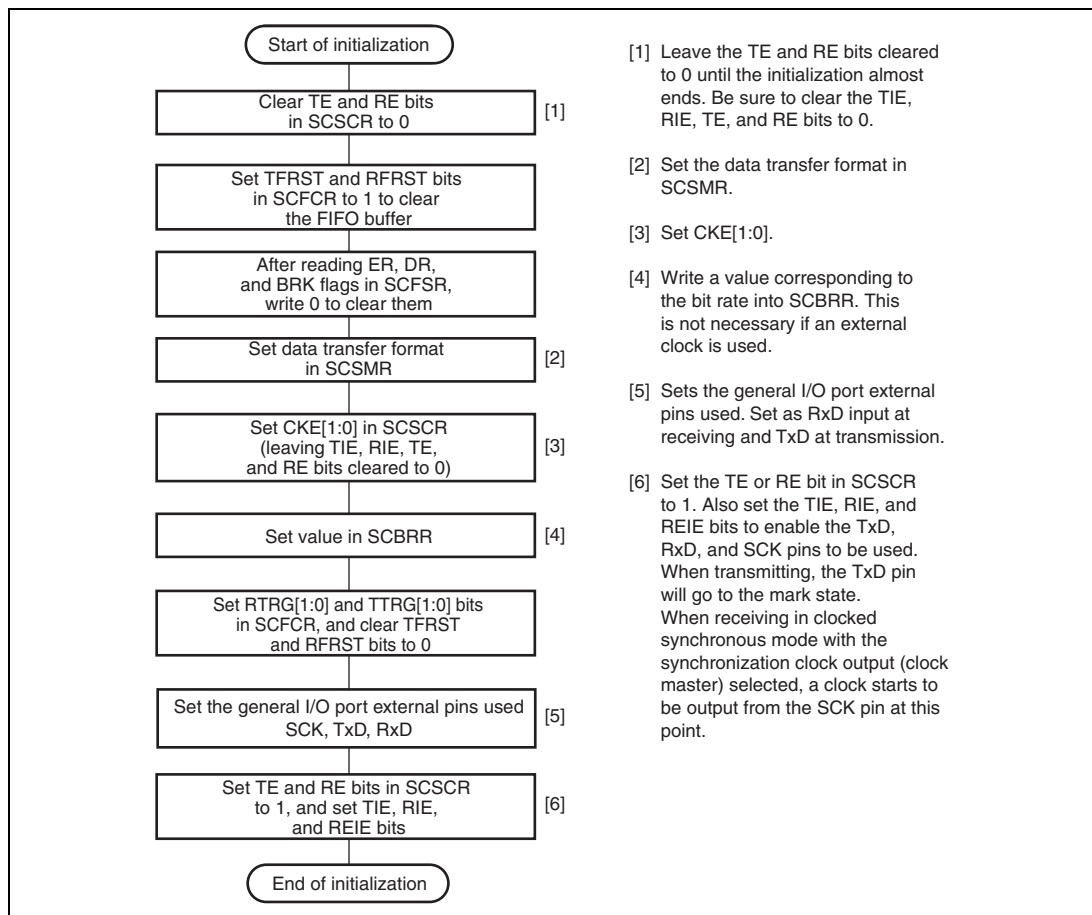 Start of initialization
Clear TE and RE bits
in SCSCR to 0
[1]
Set TFRST and RFRST bits
in SCFCR to 1 to clear
the FIFO buffer
After reading ER, DR,
and BRK flags in SCFSR,
write 0 to clear them
Set data transfer format
in SCSMR
[2]
Set CKE[1:0] in SCSCR
(leaving TIE, RIE, TE,
and RE bits cleared to 0)
[3]
Set value in SCBRR
[4]
Set RTRG[1:0] and TTRG[1:0] bits
in SCFCR, and clear TFRST
and RFRST bits to 0
Set the general I/O port external pins used
SCK, TxD, RxD
[5]
Set TE and RE bits in SCSCR
to 1, and set TIE, RIE,
and REIE bits
[6]
End of initialization
[1] Leave the TE and RE bits cleared
to 0 until the initialization almost
ends. Be sure to clear the TIE,
RIE, TE, and RE bits to 0.
[2] Set the data transfer format in
SCSMR.
[3] Set CKE[1:0].
[4] Write a value corresponding to
the bit rate into SCBRR. This
is not necessary if an external
clock is used.
[5] Sets the general I/O port external
pins used. Set as RxD input at
receiving and TxD at transmission.
[6] Set the TE or RE bit in SCSCR
to 1. Also set the TIE, RIE, and
REIE bits to enable the TxD,
RxD, and SCK pins to be used.
When transmitting, the TxD pin
will go to the mark state.
When receiving in clocked
synchronous mode with the
synchronization clock output (clock
master) selected, a clock starts to
be output from the SCK pin at this
point.